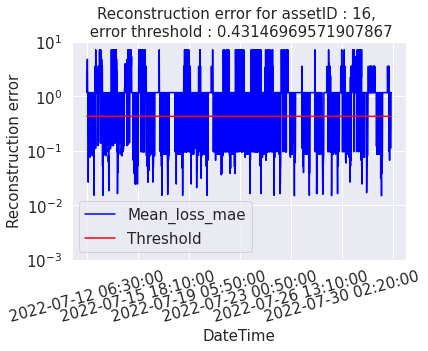 Reconstruction error for assetID : 16,
error threshold : 0.43146969571907867
Reconstruction error
10^1
10^0
10^-1
10^-2
10^-3
Mean_loss_mae
Threshold
2022-07-12 06:30:00
2022-07-15 18:10:00
2022-07-19 05:50:00
2022-07-23 00:50:00
2022-07-26 13:10:00
2022-07-30 02:20:00
DateTime